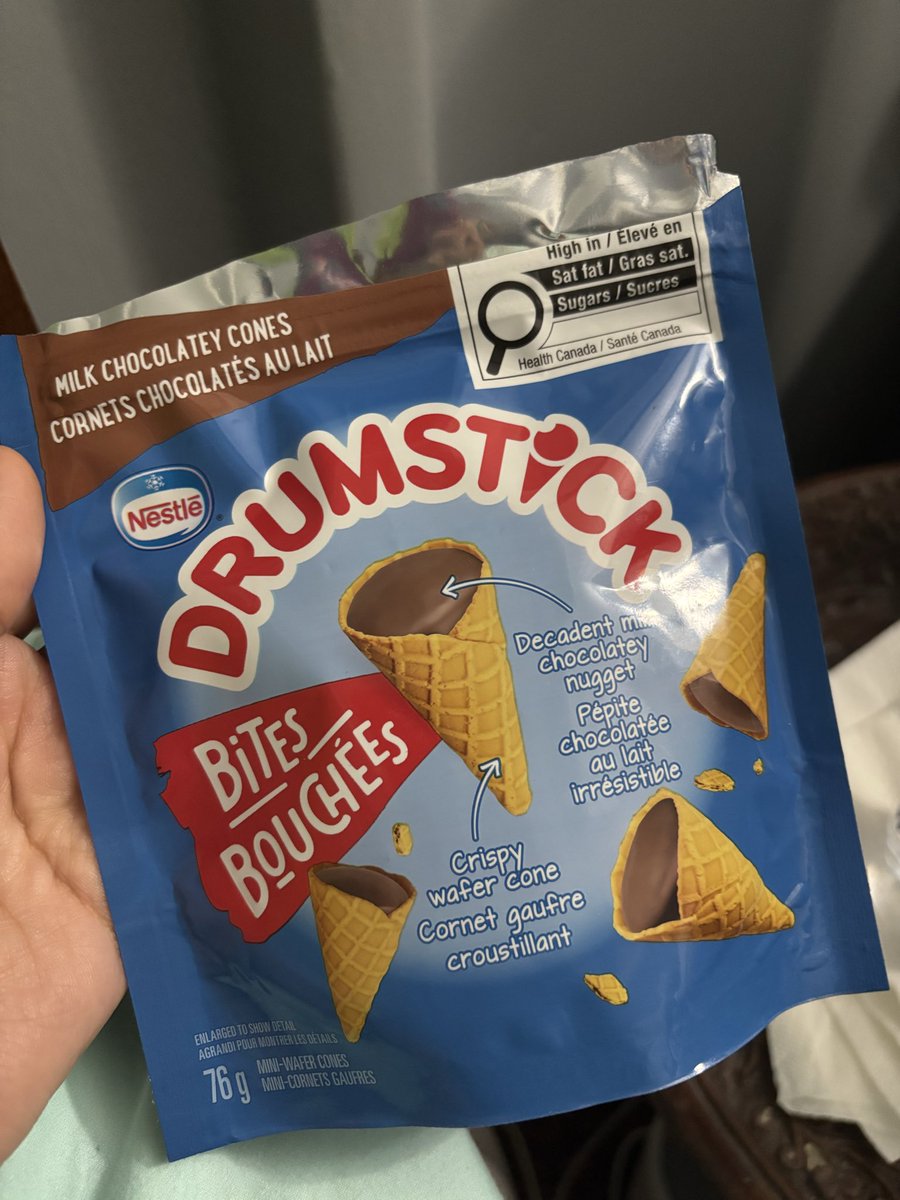 High in / Élevé en
Sat fat / Gras sat.
Sugars / Sucres
Health Canada / Santé Canada
MILK CHOCOLATEY CONES
CORNETS CHOCOLATÉS AU LAIT
Nestlé
DRUMSTICK
BITES
BOUCHÉES
Decadent
chocolatey
nugget
Pépite
chocolatée
au lait
irrésistible
Crispy
wafer cone
Cornet gaufre
croustillant
ENLARGED TO SHOW DETAIL
AGRANDI POUR MONTRER LES DÉTAILS
76 g
MINI-WAFER CONES
MINI-CORNETS GAUFRES